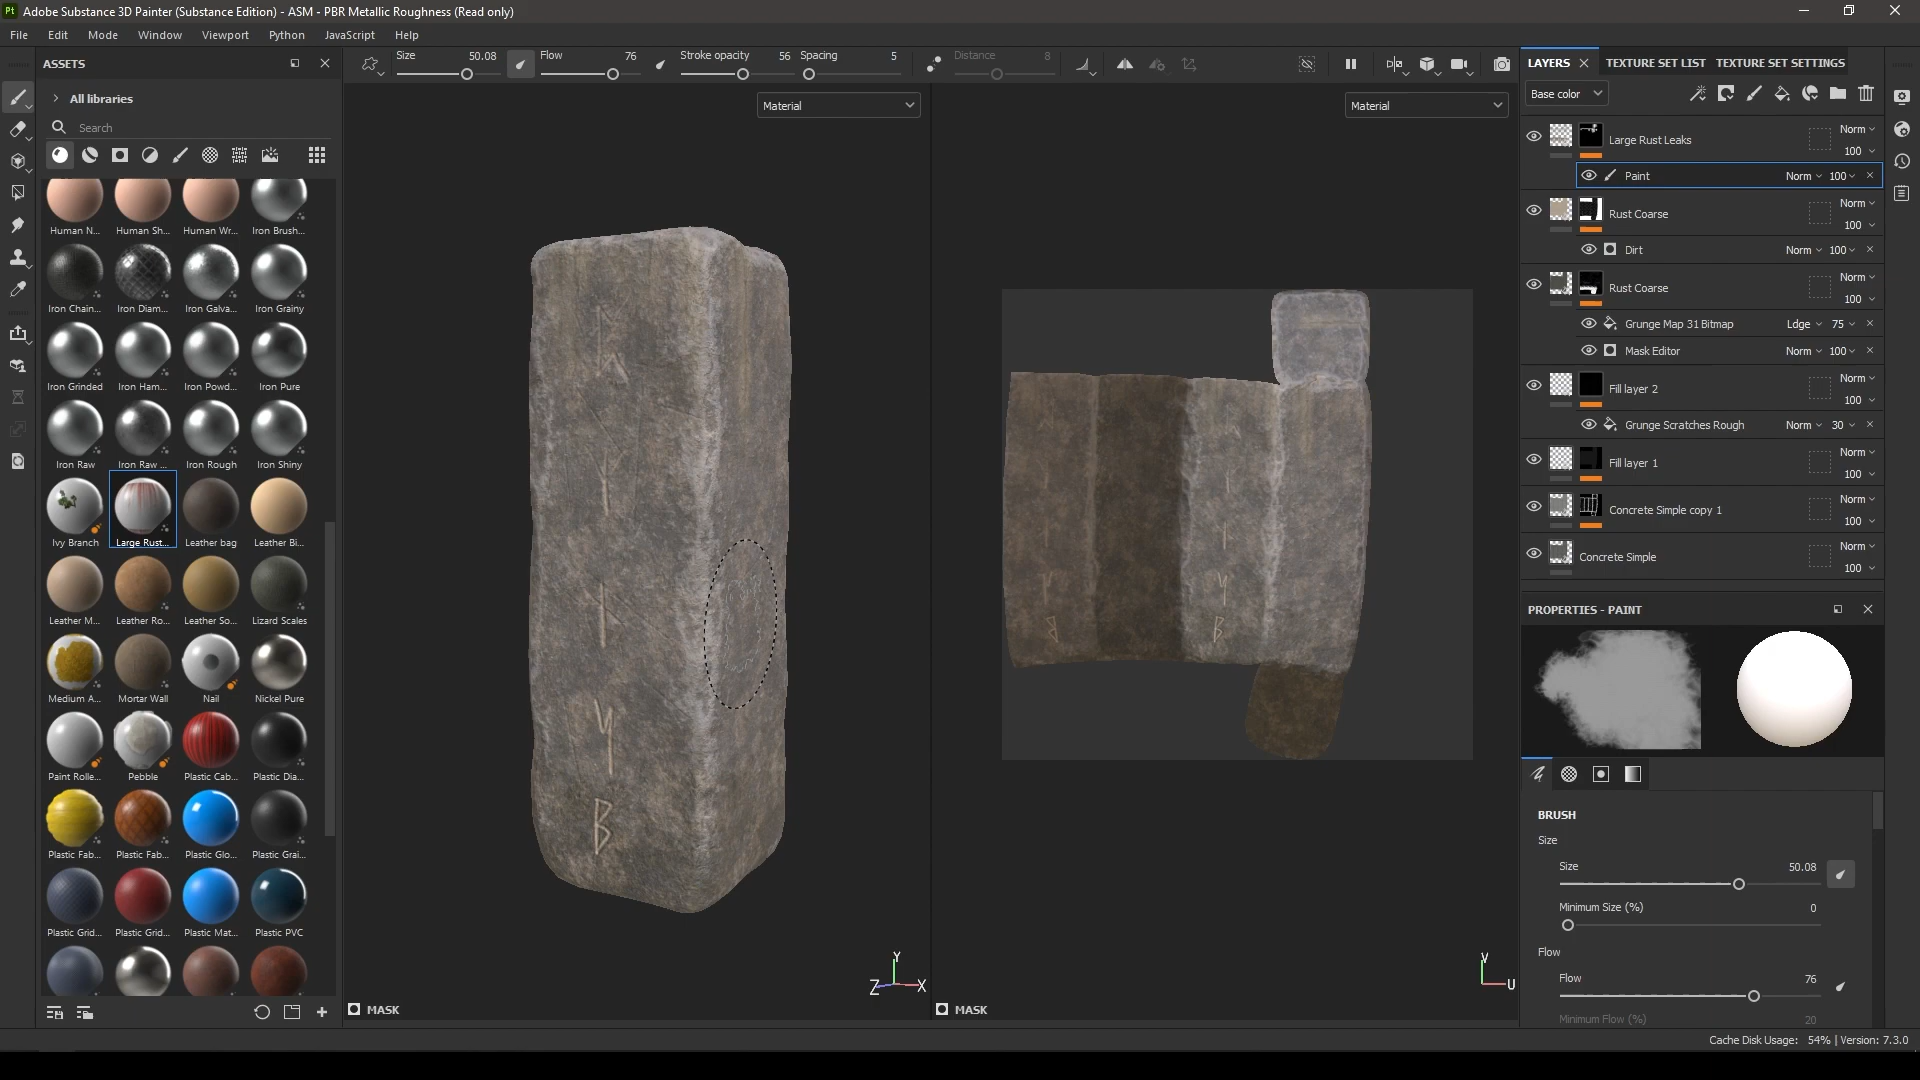 Pt Adobe Substance 3D Painter (Substance Edition) - ASM - PBR Metallic Roughness (Read only)
File Edit Mode Window Viewport Python JavaScript Help
ASSETS
All libraries
Search
Human N... Human Sh... Human Wr... Iron Brush...
Iron Chain... Iron Diam... Iron Galva... Iron Grainy
Iron Grinded Iron Ham... Iron Powd... Iron Pure
Iron Raw Iron Raw ... Iron Rough Iron Shiny
Ivy Branch Large Rust... Leather bag Leather Bi...
Leather M... Leather Ro... Leather So... Lizard Scales
Medium A... Mortar Wall Nail Nickel Pure
Paint Rolle... Pebble Plastic Cab... Plastic Dia...
Plastic Fab... Plastic Fab... Plastic Glo... Plastic Grai...
Plastic Grid... Plastic Grid... Plastic Mat... Plastic PVC
Size 50.08 Flow 76 Stroke opacity 56 Spacing 5 Distance 8
Material
Material
Y
Z X
V
U
MASK
MASK
LAYERS TEXTURE SET LIST TEXTURE SET SETTINGS
Base color
Large Rust Leaks Norm 100
Paint Norm 100
Rust Coarse Norm 100
Dirt Norm 100
Rust Coarse Norm 100
Grunge Map 31 Bitmap Ldge 75
Mask Editor Norm 100
Fill layer 2 Norm 100
Grunge Scratches Rough Norm 30
Fill layer 1 Norm 100
Concrete Simple copy 1 Norm 100
Concrete Simple Norm 100
PROPERTIES - PAINT
BRUSH
Size
Size 50.08
Minimum Size (%) 0
Flow
Flow 76
Minimum Flow (%) 20
Cache Disk Usage: 54% | Version: 7.3.0